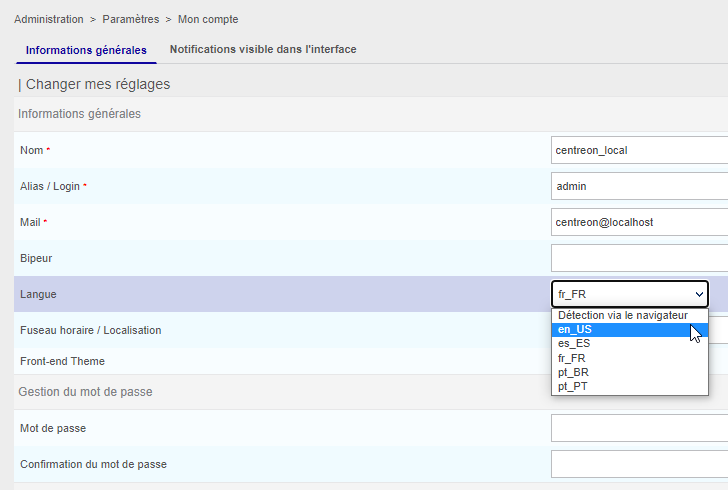 Administration > Paramètres > Mon compte
Informations générales Notifications visible dans l'interface
| Changer mes réglages
Informations générales
Nom * centreon_local
Alias / Login * admin
Mail * centreon@localhost
Bipeur
Langue fr_FR
Détection via le navigateur
en_US
es_ES
fr_FR
pt_BR
pt_PT
Fuseau horaire / Localisation
Front-end Theme
Gestion du mot de passe
Mot de passe
Confirmation du mot de passe